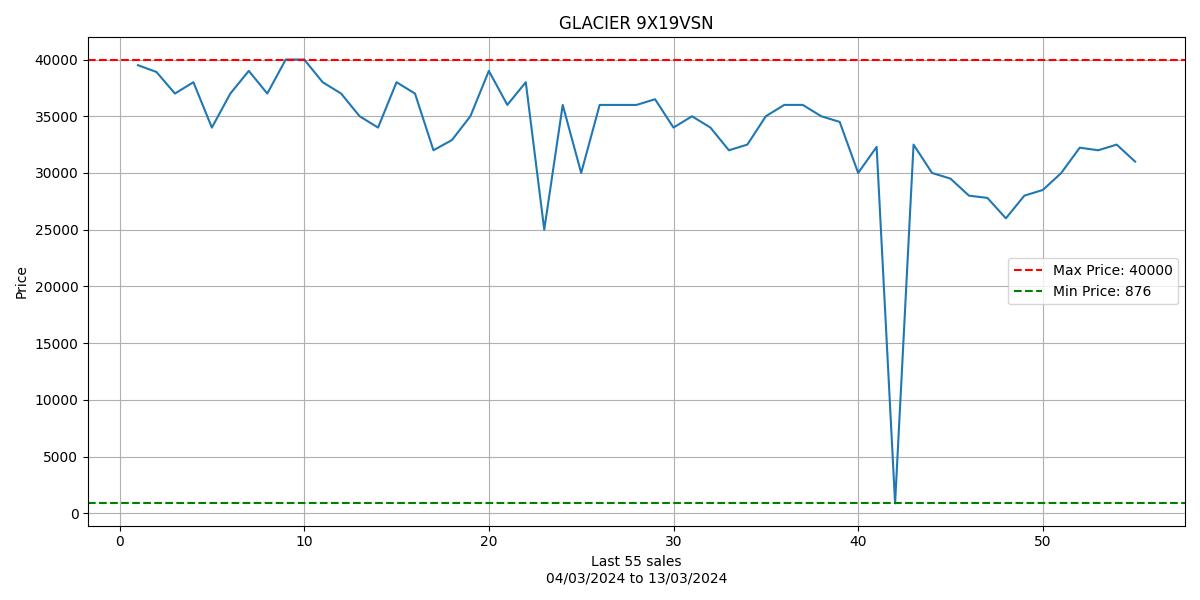 GLACIER 9X19VSN
Price
40000
35000
30000
25000
20000
15000
10000
5000
0
Max Price: 40000
Min Price: 876
0 10 20 30 40 50
Last 55 sales
04/03/2024 to 13/03/2024